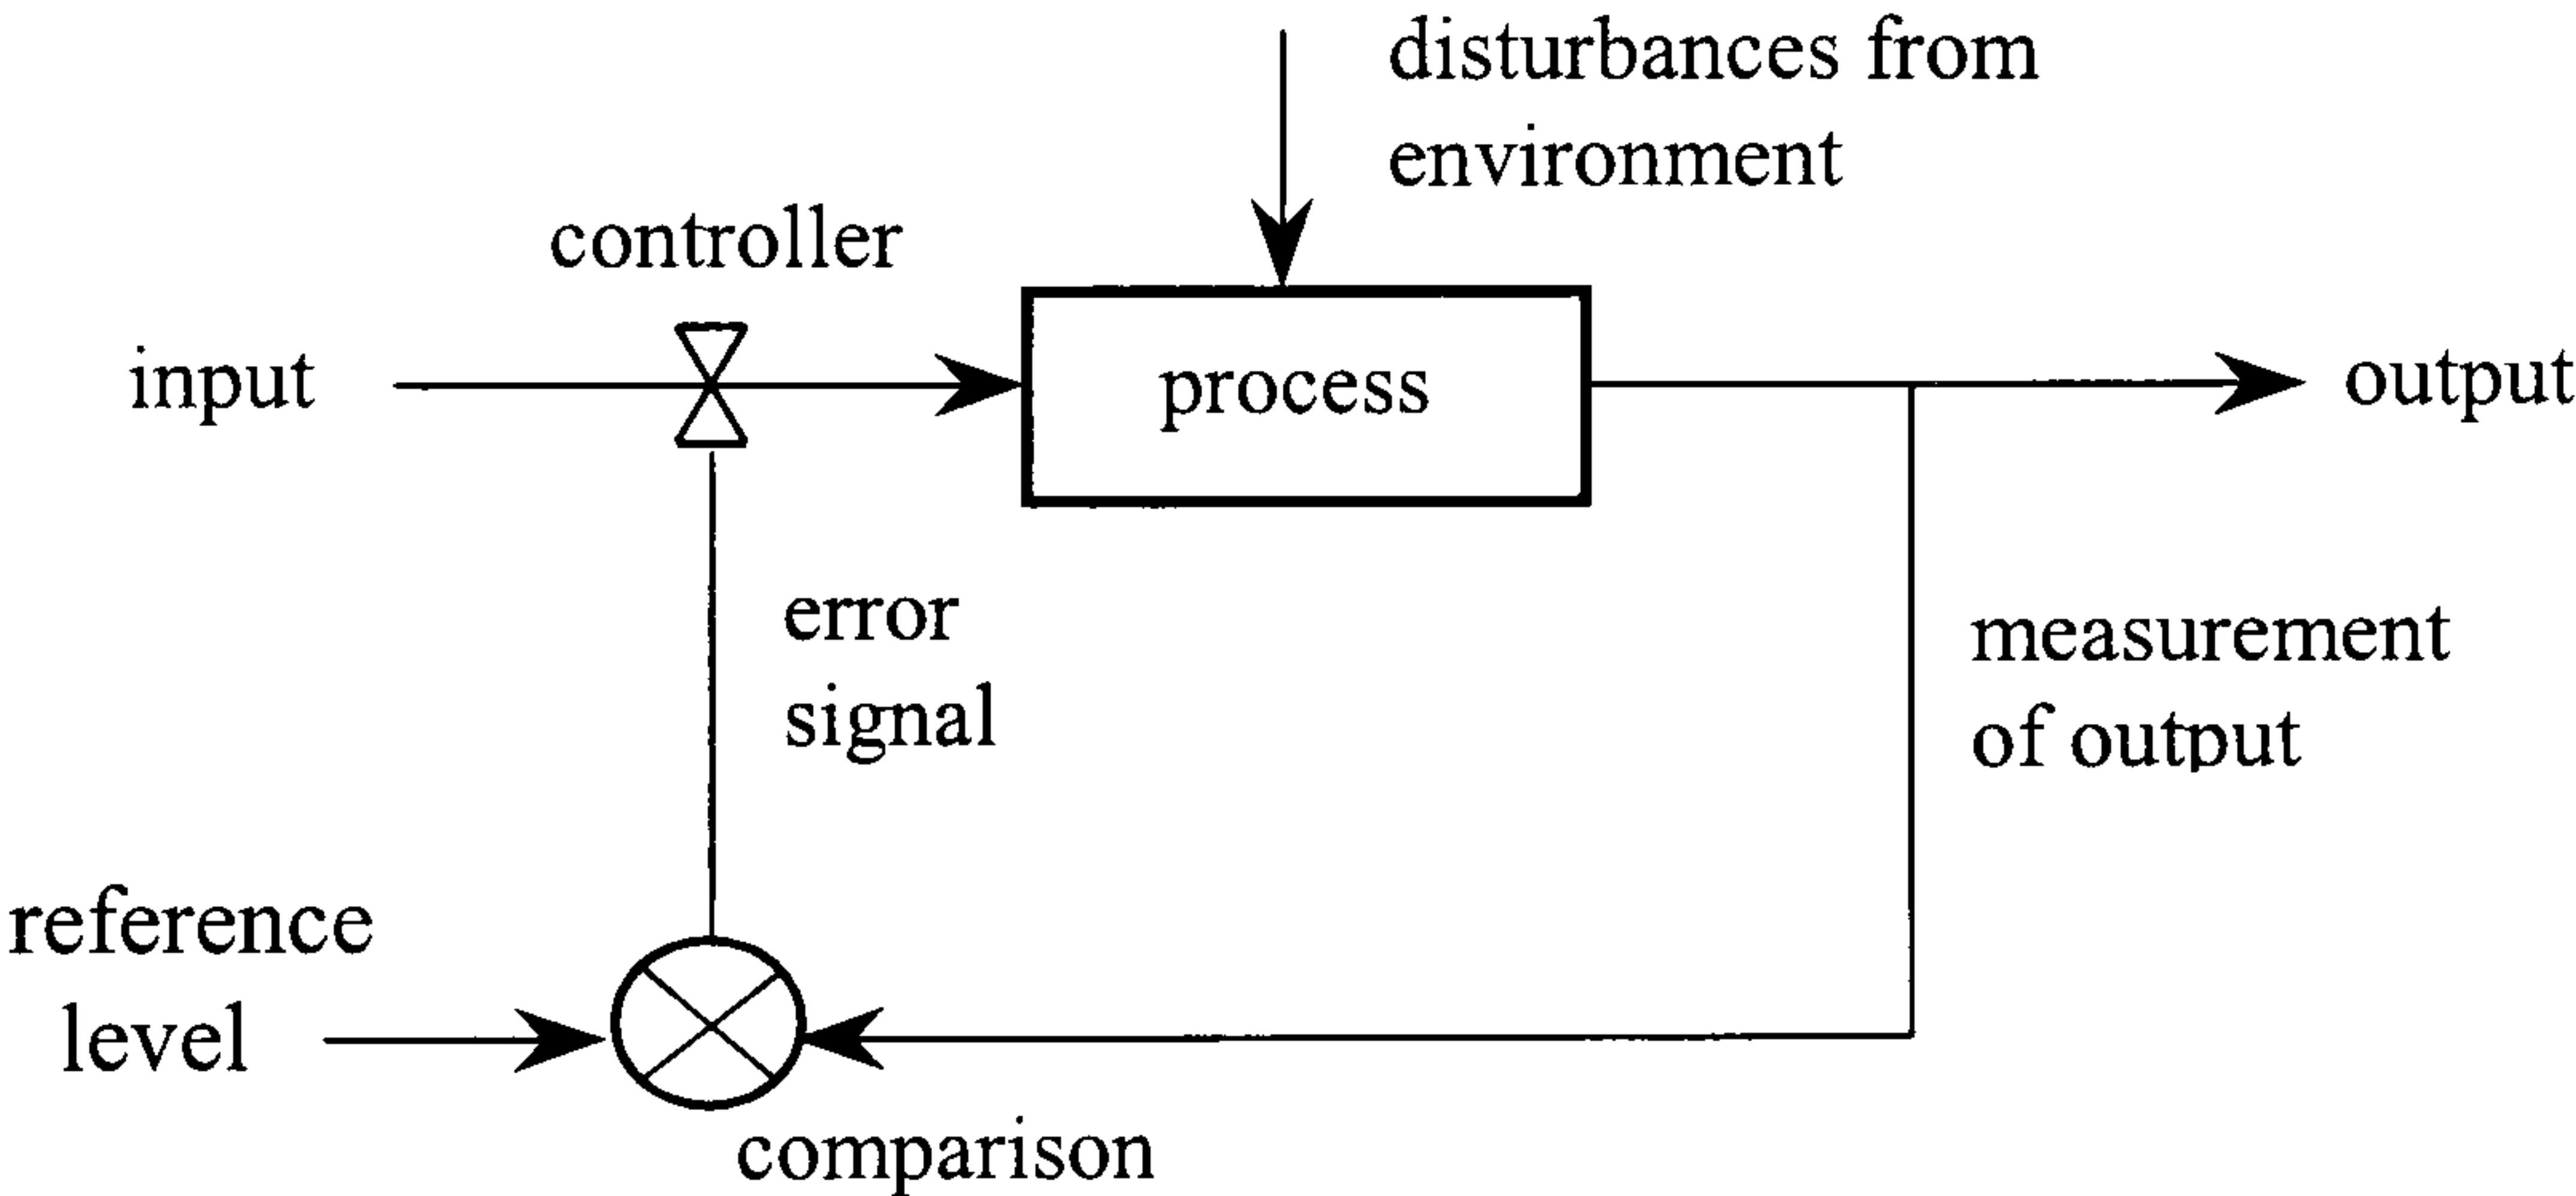 disturbances from
environment
controller
input
process
output
error
signal
measurement
of output
reference
level
comparison